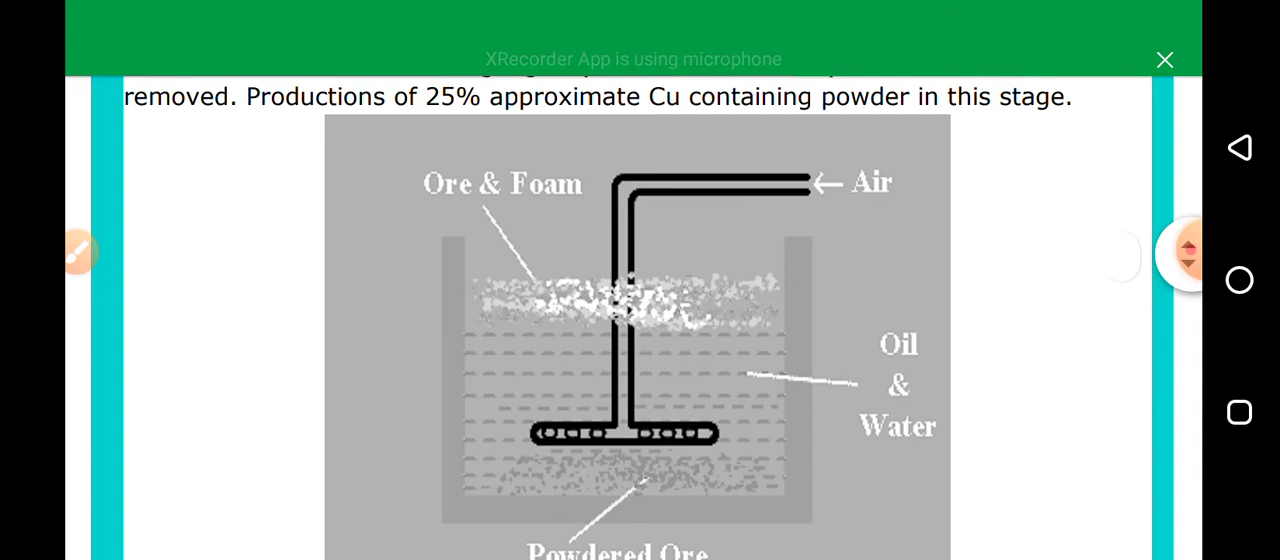 XRecorder App is using microphone
removed. Productions of 25% approximate Cu containing powder in this stage.
Ore & Foam
← Air
Oil
&
Water
Powdered Ore